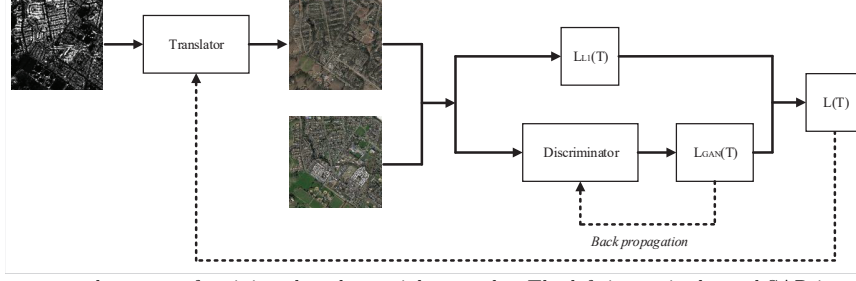 Translator
LL1(T)
L(T)
Discriminator
LGAN(T)
Back propagation